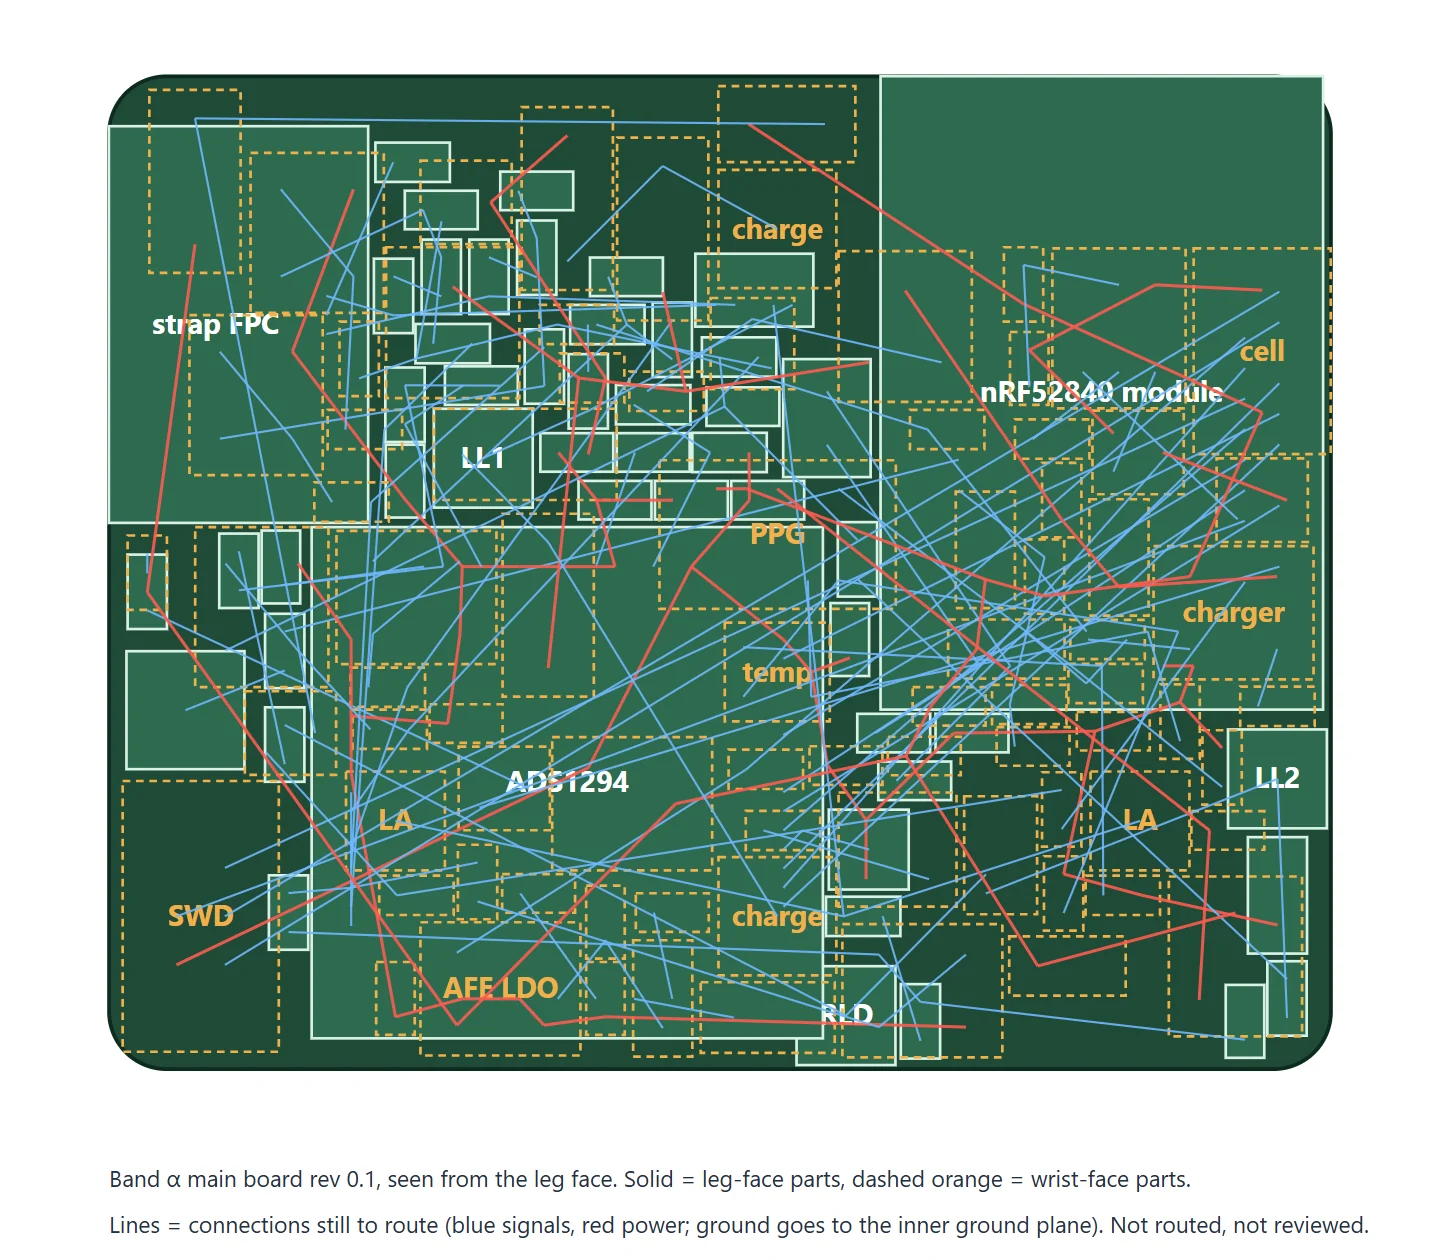 charge
strap FPC
cell
nRF52840 module
LL1
PPG
charger
temp
ADS1294
LL2
LA
LA
SWD
charge
AFE LDO
RLD
Band α main board rev 0.1, seen from the leg face. Solid = leg-face parts, dashed orange = wrist-face parts.
Lines = connections still to route (blue signals, red power; ground goes to the inner ground plane). Not routed, not reviewed.